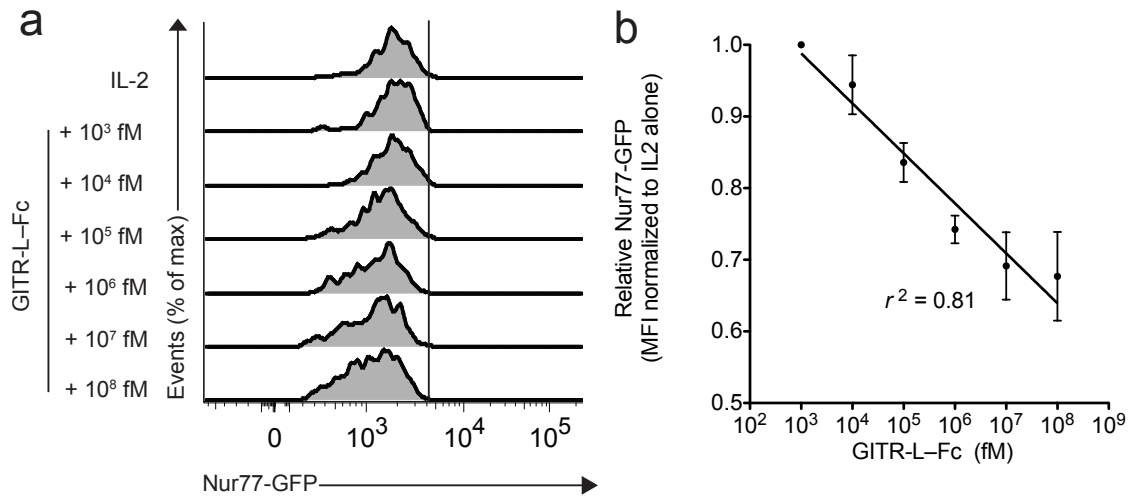 a
IL-2
+ 10³ fM
+ 10⁴ fM
+ 10⁵ fM
+ 10⁶ fM
+ 10⁷ fM
+ 10⁸ fM
GITR-L–Fc
Events (% of max)
0 10³ 10⁴ 10⁵
Nur77-GFP
b
Relative Nur77-GFP
(MFI normalized to IL2 alone)
1.0
0.9
0.8
0.7
0.6
0.5
r² = 0.81
10² 10³ 10⁴ 10⁵ 10⁶ 10⁷ 10⁸ 10⁹
GITR-L–Fc (fM)